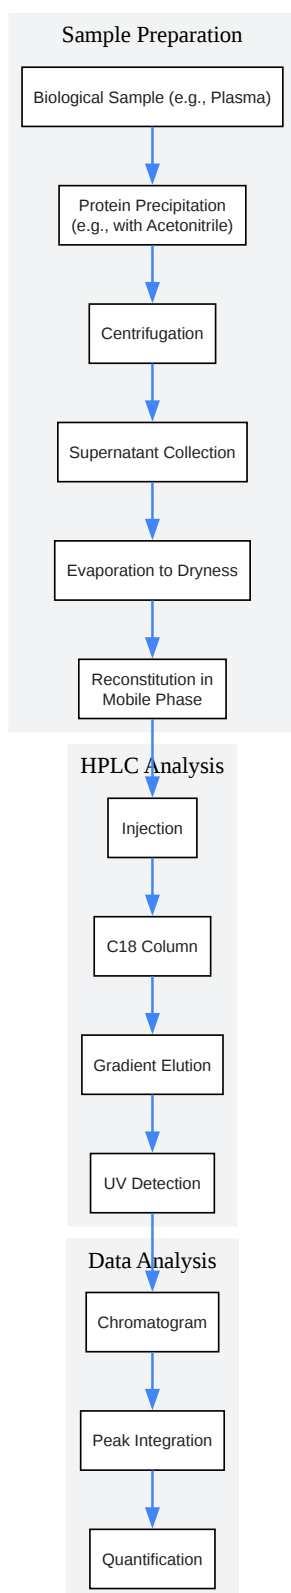 Sample Preparation
Biological Sample (e.g., Plasma)
Protein Precipitation
(e.g., with Acetonitrile)
Centrifugation
Supernatant Collection
Evaporation to Dryness
Reconstitution in
Mobile Phase
HPLC Analysis
Injection
C18 Column
Gradient Elution
UV Detection
Data Analysis
Chromatogram
Peak Integration
Quantification